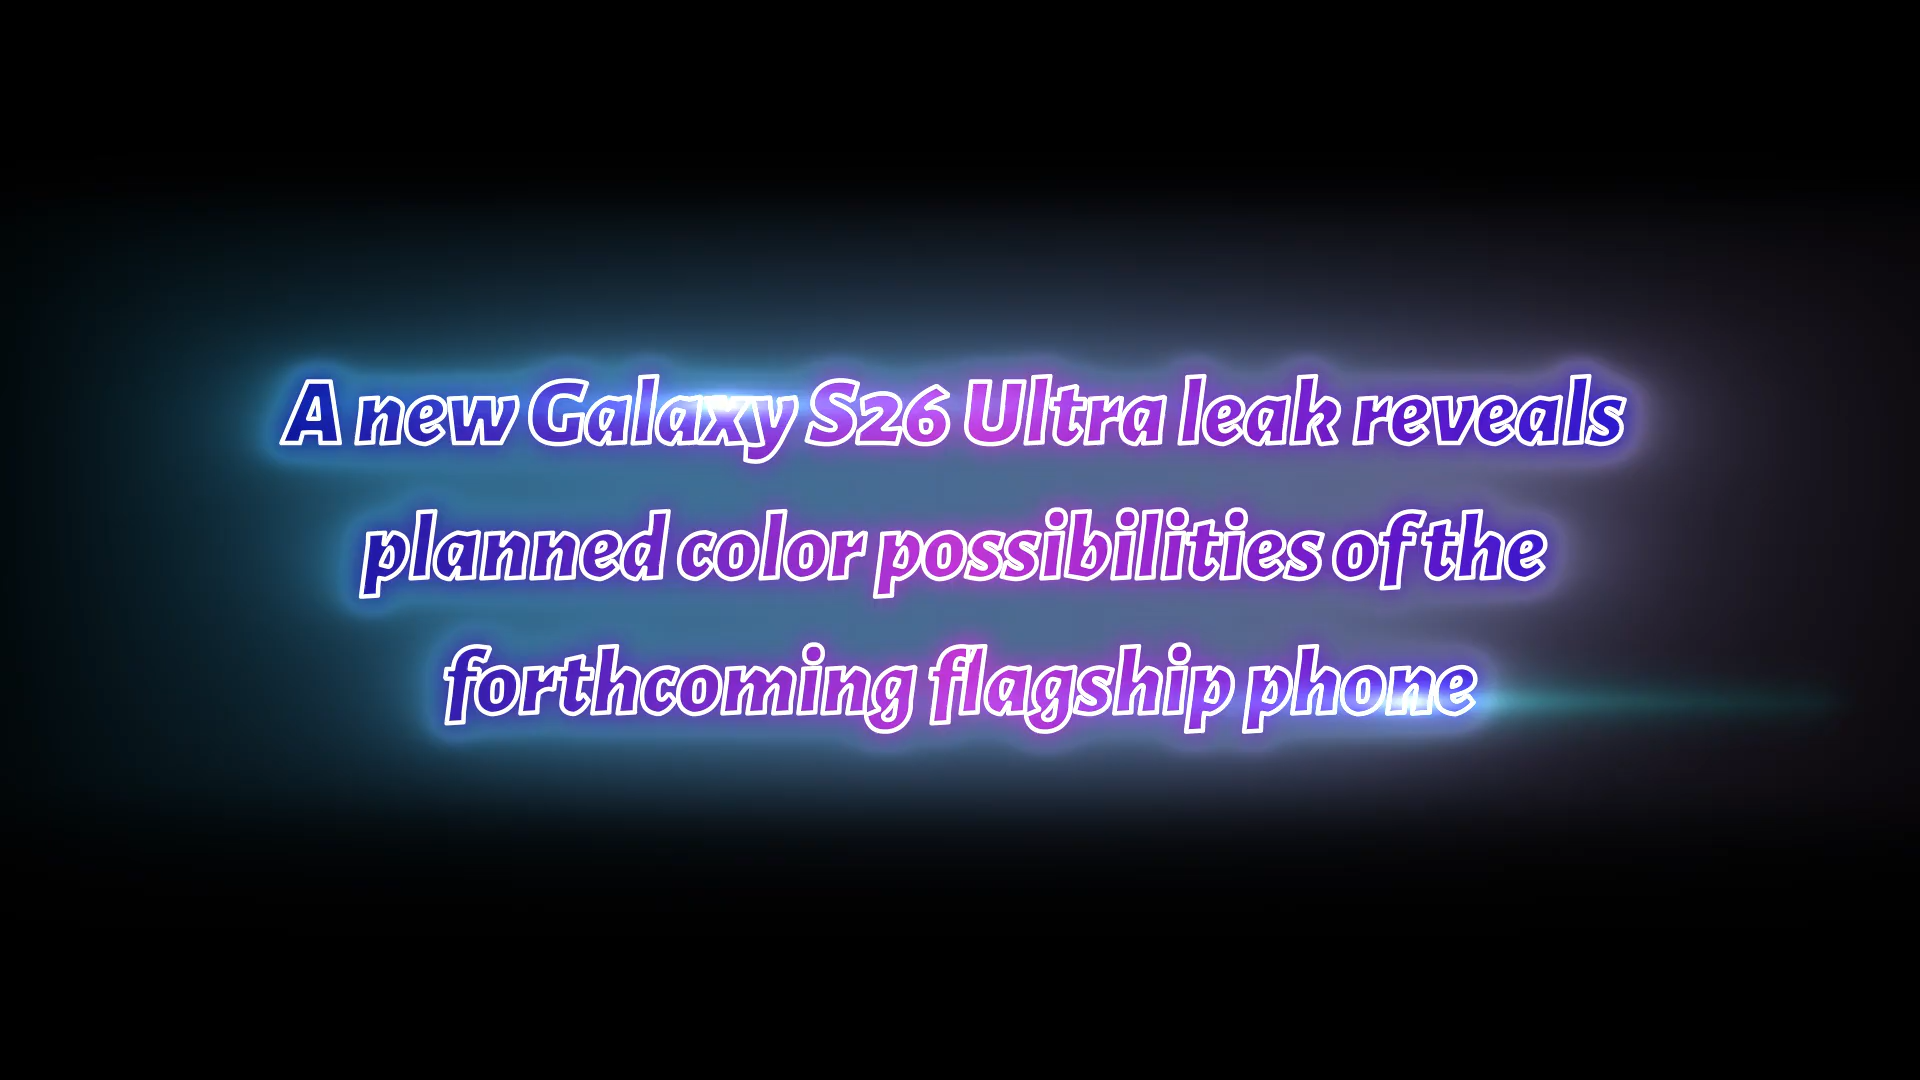 A new Galaxy S26 Ultra leak reveals
planned color possibilities of the
forthcoming flagship phone